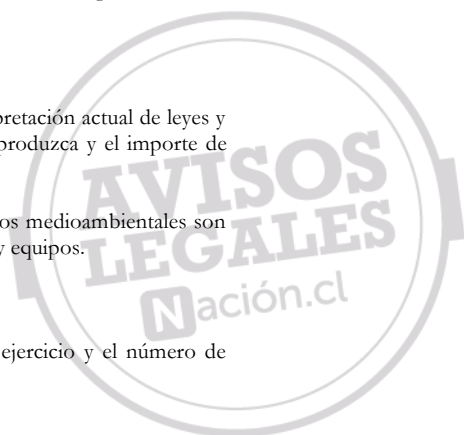 pretación actual de leyes y
produzca y el importe de
os medioambientales son
y equipos.
AVISOS
LEGALES
Nación.cl
ejercicio y el número de